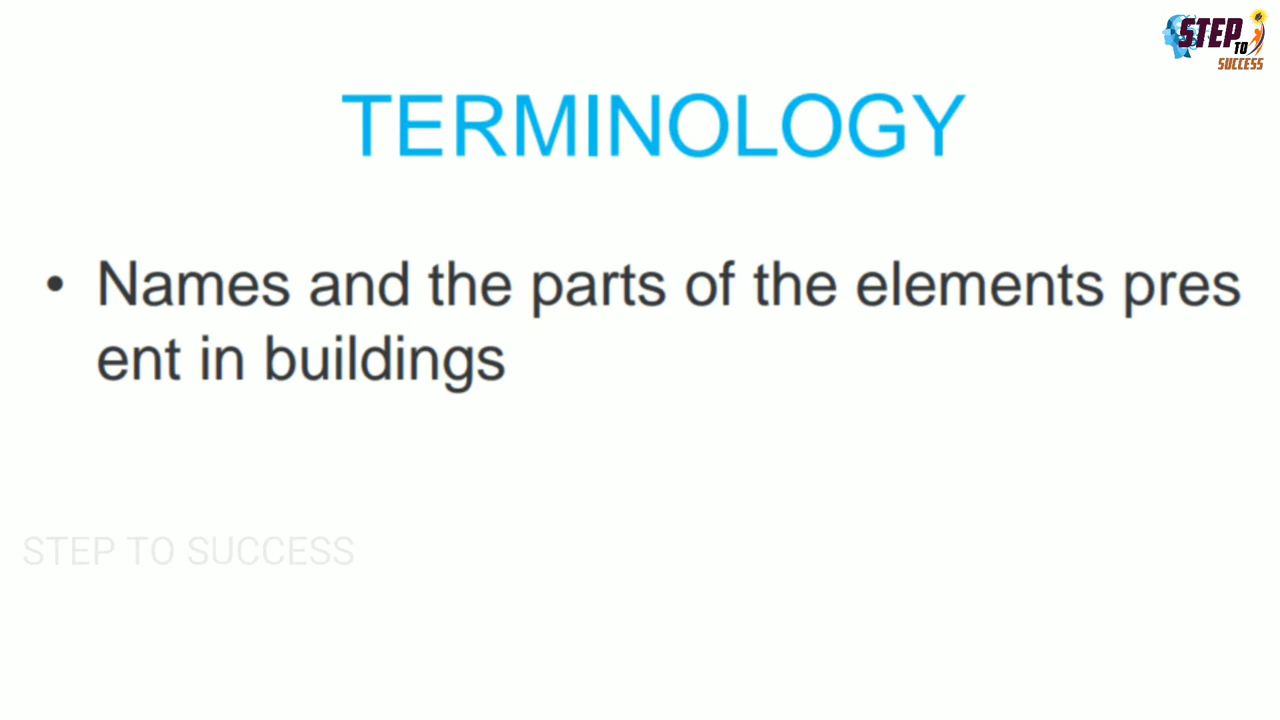 STEP
TO
SUCCESS
TERMINOLOGY
• Names and the parts of the elements pres
ent in buildings
STEP TO SUCCESS